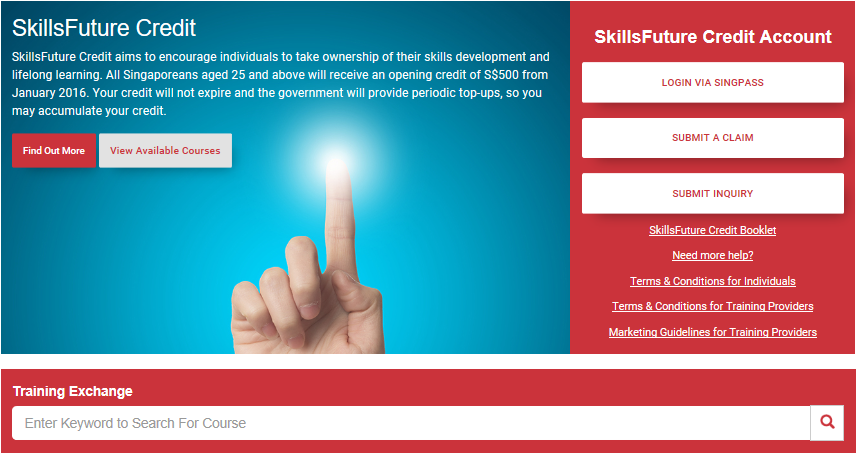 SkillsFuture Credit
SkillsFuture Credit aims to encourage individuals to take ownership of their skills development and
lifelong learning. All Singaporeans aged 25 and above will receive an opening credit of S$500 from
January 2016. Your credit will not expire and the government will provide periodic top-ups, so you
may accumulate your credit.
Find Out More
View Available Courses
SkillsFuture Credit Account
LOGIN VIA SINGPASS
SUBMIT A CLAIM
SUBMIT INQUIRY
SkillsFuture Credit Booklet
Need more help?
Terms & Conditions for Individuals
Terms & Conditions for Training Providers
Marketing Guidelines for Training Providers
Training Exchange
Enter Keyword to Search For Course